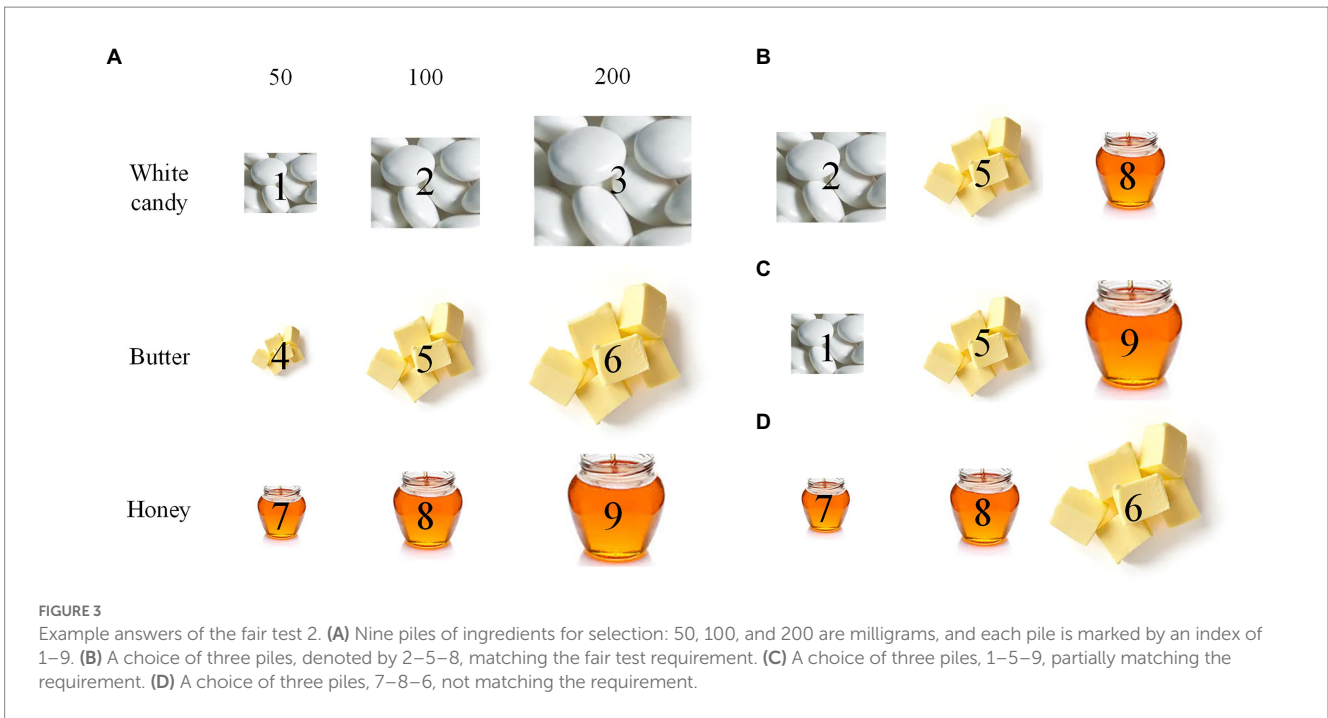 A
50 100 200
White
candy
1 2 3
Butter
4 5 6
Honey
7 8 9
B
2 5 8
C
1 5 9
D
7 8 6
FIGURE 3
Example answers of the fair test 2. (A) Nine piles of ingredients for selection: 50, 100, and 200 are milligrams, and each pile is marked by an index of
1–9. (B) A choice of three piles, denoted by 2–5–8, matching the fair test requirement. (C) A choice of three piles, 1–5–9, partially matching the
requirement. (D) A choice of three piles, 7–8–6, not matching the requirement.